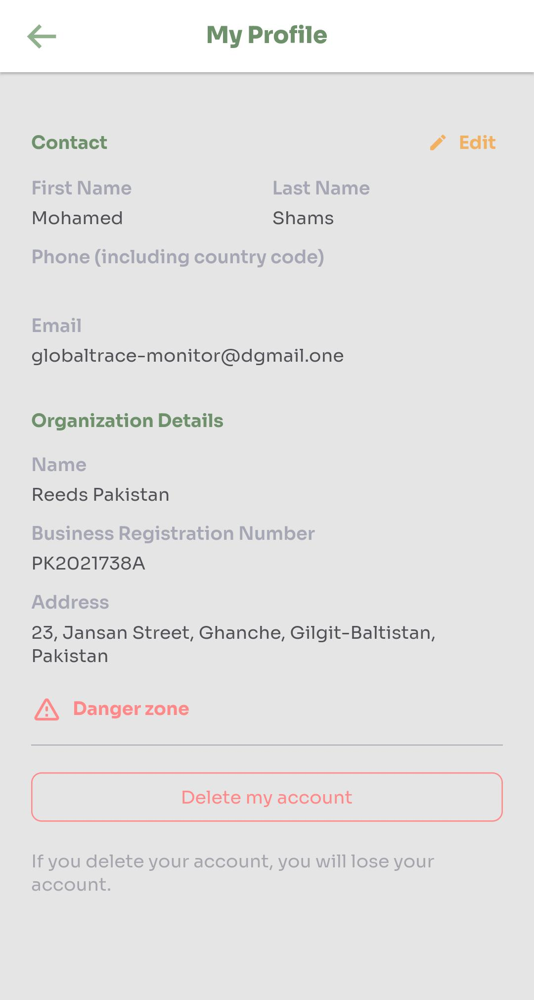 My Profile
Contact
Edit
First Name
Last Name
Mohamed
Shams
Phone (including country code)
Email
globaltrace-monitor@dgmail.one
Organization Details
Name
Reeds Pakistan
Business Registration Number
PK2021738A
Address
23, Jansan Street, Ghanche, Gilgit-Baltistan,
Pakistan
Danger zone
Delete my account
If you delete your account, you will lose your
account.